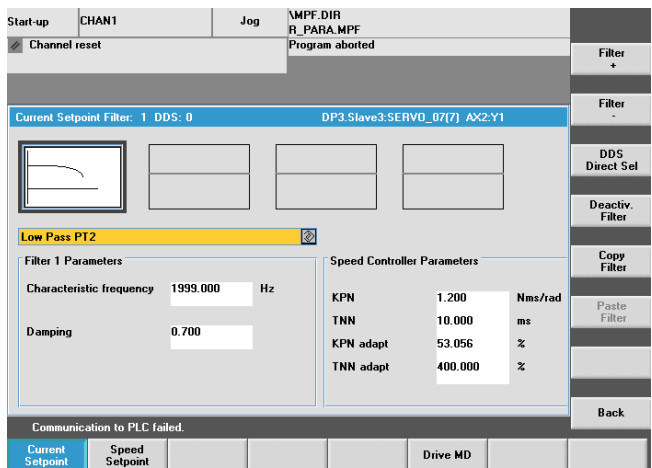 Start-up CHAN1 Jog \MPF.DIR
R_PARA.MPF
Channel reset Program aborted
Filter
+
Current Setpoint Filter: 1 DDS: 0 DP3.Slave3:SERVO_07(7) AX2:Y1
Filter
-
DDS
Direct Sel
Deactiv.
Filter
Low Pass PT2
Filter 1 Parameters Speed Controller Parameters
Copy
Filter
Characteristic frequency 1999.000 Hz
KPN 1.200 Nms/rad
TNN 10.000 ms
Damping 0.700
KPN adapt 53.056 %
TNN adapt 400.000 %
Paste
Filter
Back
Communication to PLC failed.
Current
Setpoint
Speed
Setpoint
Drive MD